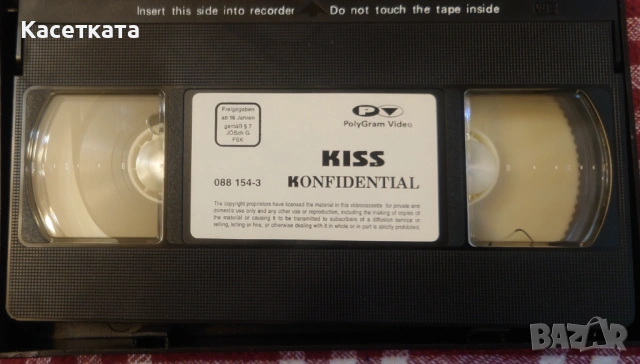 Insert this side into recorder ▲ Do not touch the tape inside
Касетката
Freigegeben
ab 16 Jahren
gemäß § 7
JÖSch G
FSK
PV
PolyGram Video
KISS
088 154-3 KONFIDENTIAL
The copyright proprietors have licensed the material in this videocassette for private and
domestic use only and any other use or reproduction, including the making of copies of
the material or causing it to be transmitted to subscribers of a diffusion service or
selling, letting on hire, or otherwise dealing with it in whole or in part is strictly prohibited.
BAZAR